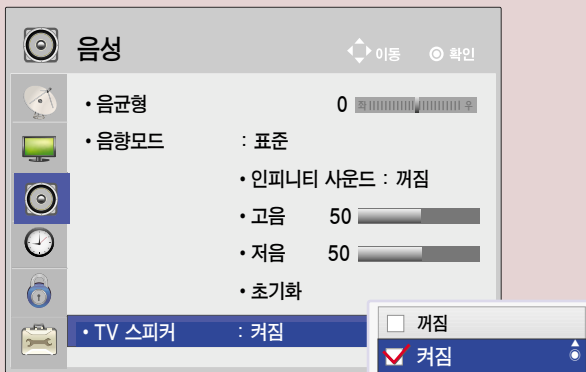 음성 이동 확인
• 음균형 0 좌 우
• 음향모드 : 표준
• 인피니티 사운드 : 꺼짐
• 고음 50
• 저음 50
• 초기화
• TV 스피커 : 켜짐
꺼짐
켜짐